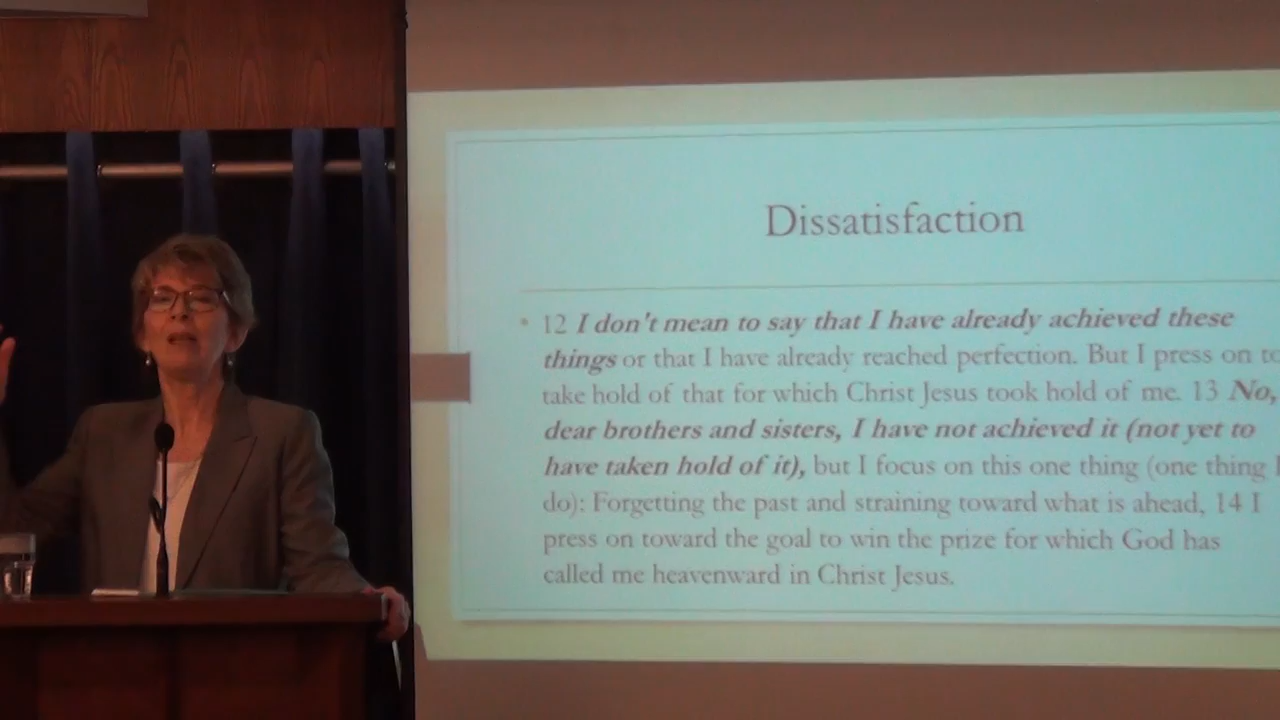 Dissatisfaction
• 12 I don't mean to say that I have already achieved these
things or that I have already reached perfection. But I press on to
take hold of that for which Christ Jesus took hold of me. 13 No,
dear brothers and sisters, I have not achieved it (not yet to
have taken hold of it), but I focus on this one thing (one thing I
do): Forgetting the past and straining toward what is ahead, 14 I
press on toward the goal to win the prize for which God has
called me heavenward in Christ Jesus.